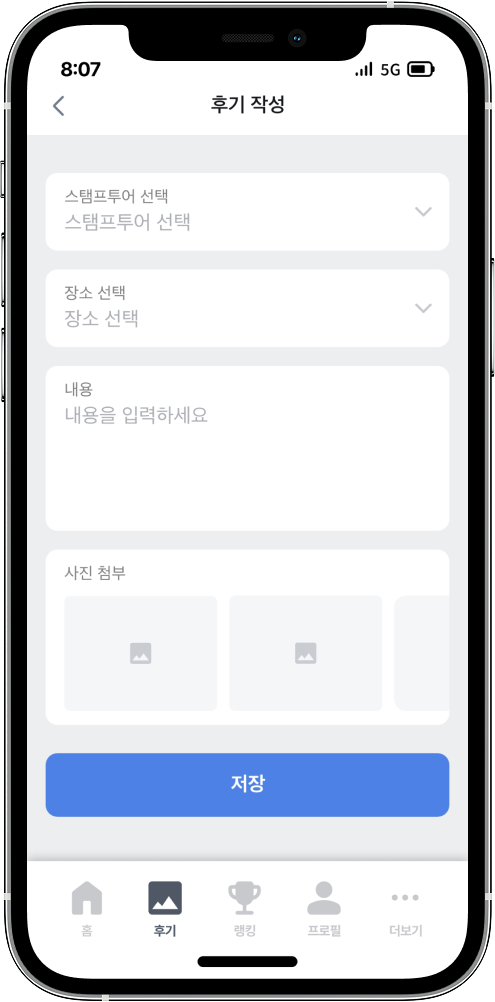 8:07
5G
후기 작성
스탬프투어 선택
스탬프투어 선택
장소 선택
장소 선택
내용
내용을 입력하세요
사진 첨부
저장
홈
후기
랭킹
프로필
더보기